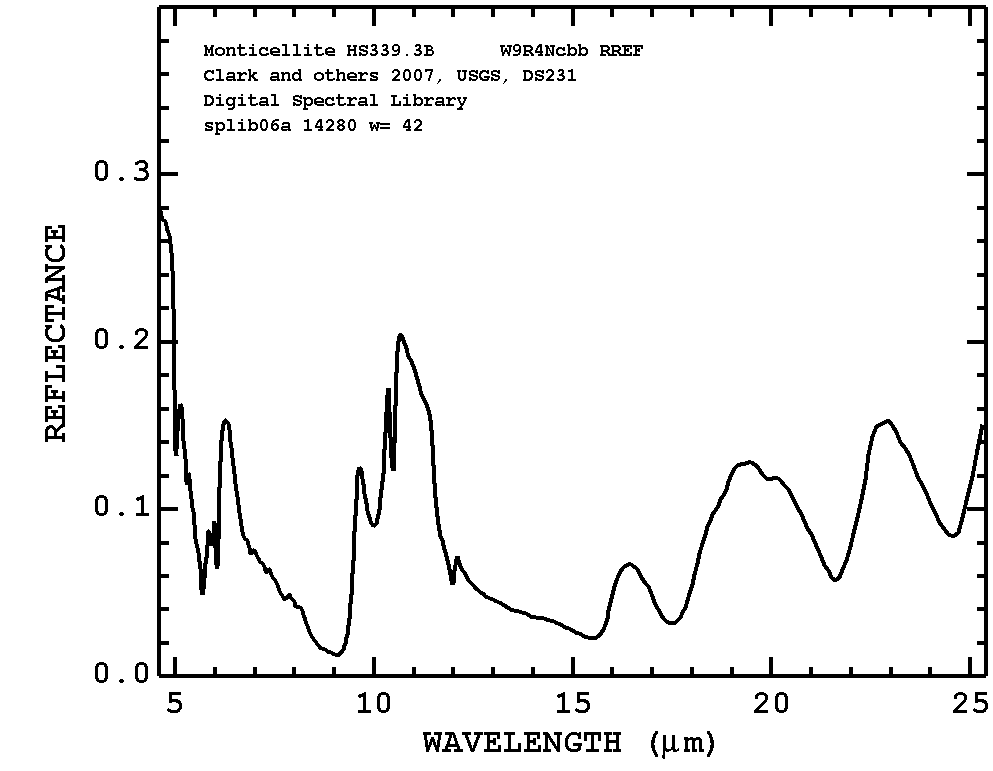 Monticellite HS339.3B W9R4Ncbb RREF
Clark and others 2007, USGS, DS231
Digital Spectral Library
splib06a 14280 w= 42
REFLECTANCE
0.3
0.2
0.1
0.0
5 10 15 20 25
WAVELENGTH (μm)